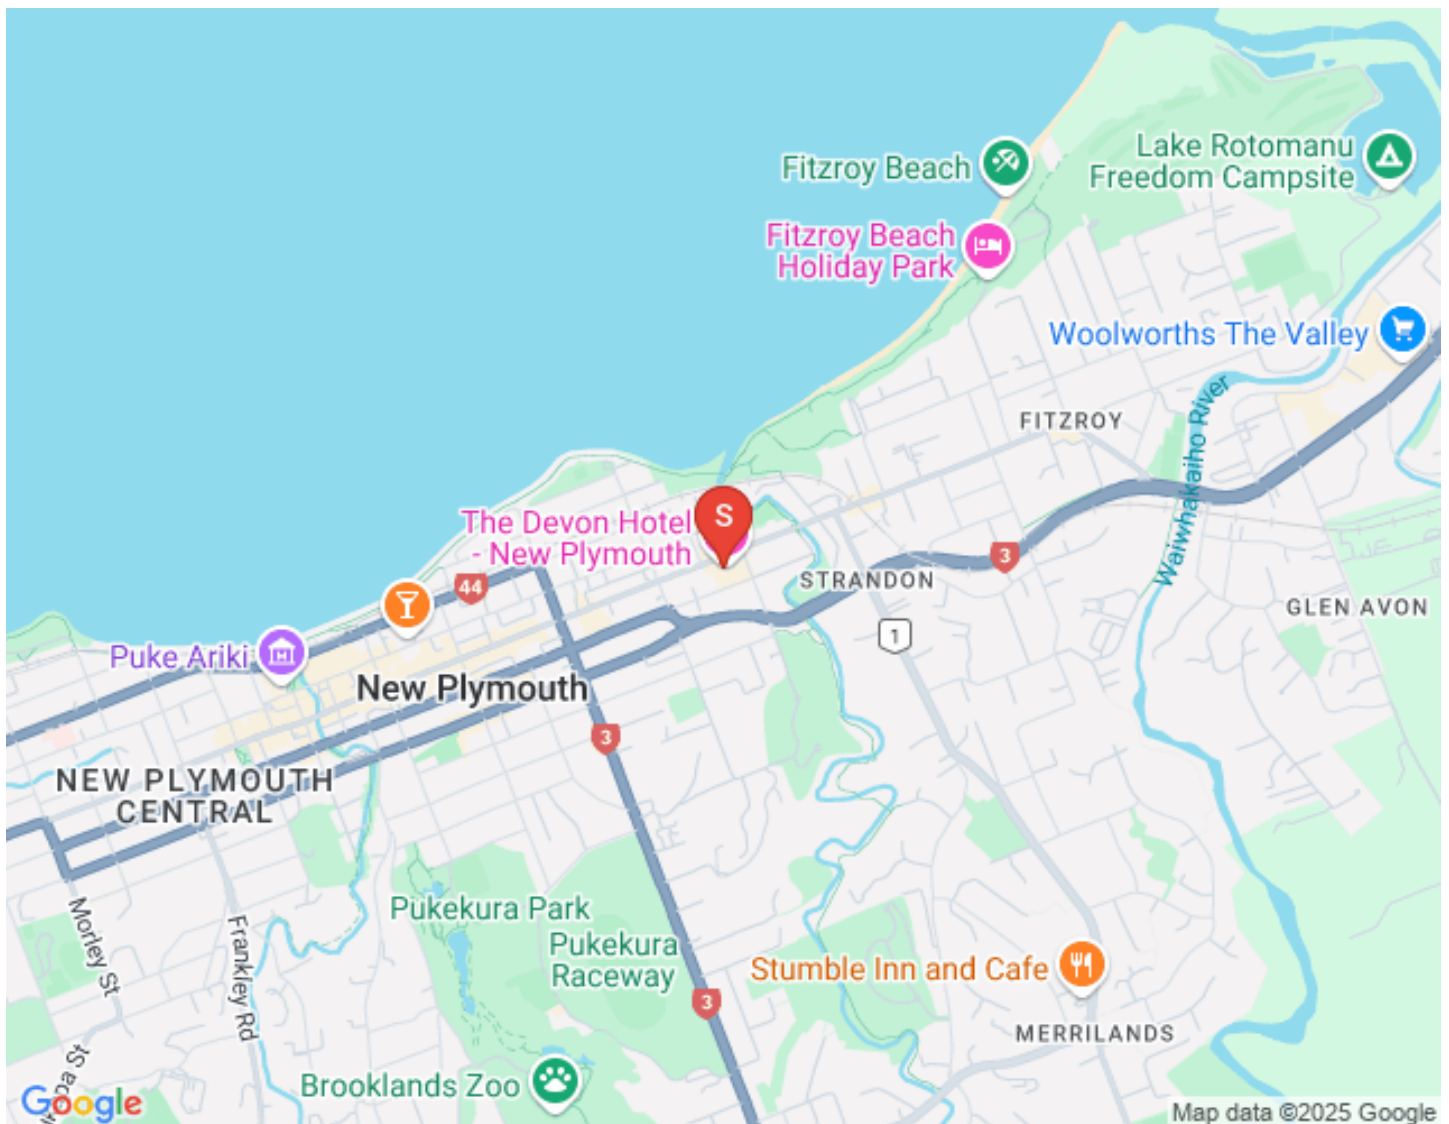 Fitzroy Beach
Lake Rotomanu
Freedom Campsite
Fitzroy Beach
Holiday Park
Woolworths The Valley
Waiwhakaiho River
FITZROY
S
The Devon Hotel
- New Plymouth
STRANDON
3
44
GLEN AVON
1
Puke Ariki
New Plymouth
3
NEW PLYMOUTH
CENTRAL
Morley St
Frankley Rd
Pukekura Park
Pukekura
Raceway
Stumble Inn and Cafe
3
MERRILANDS
Brooklands Zoo
Google
Map data ©2025 Google